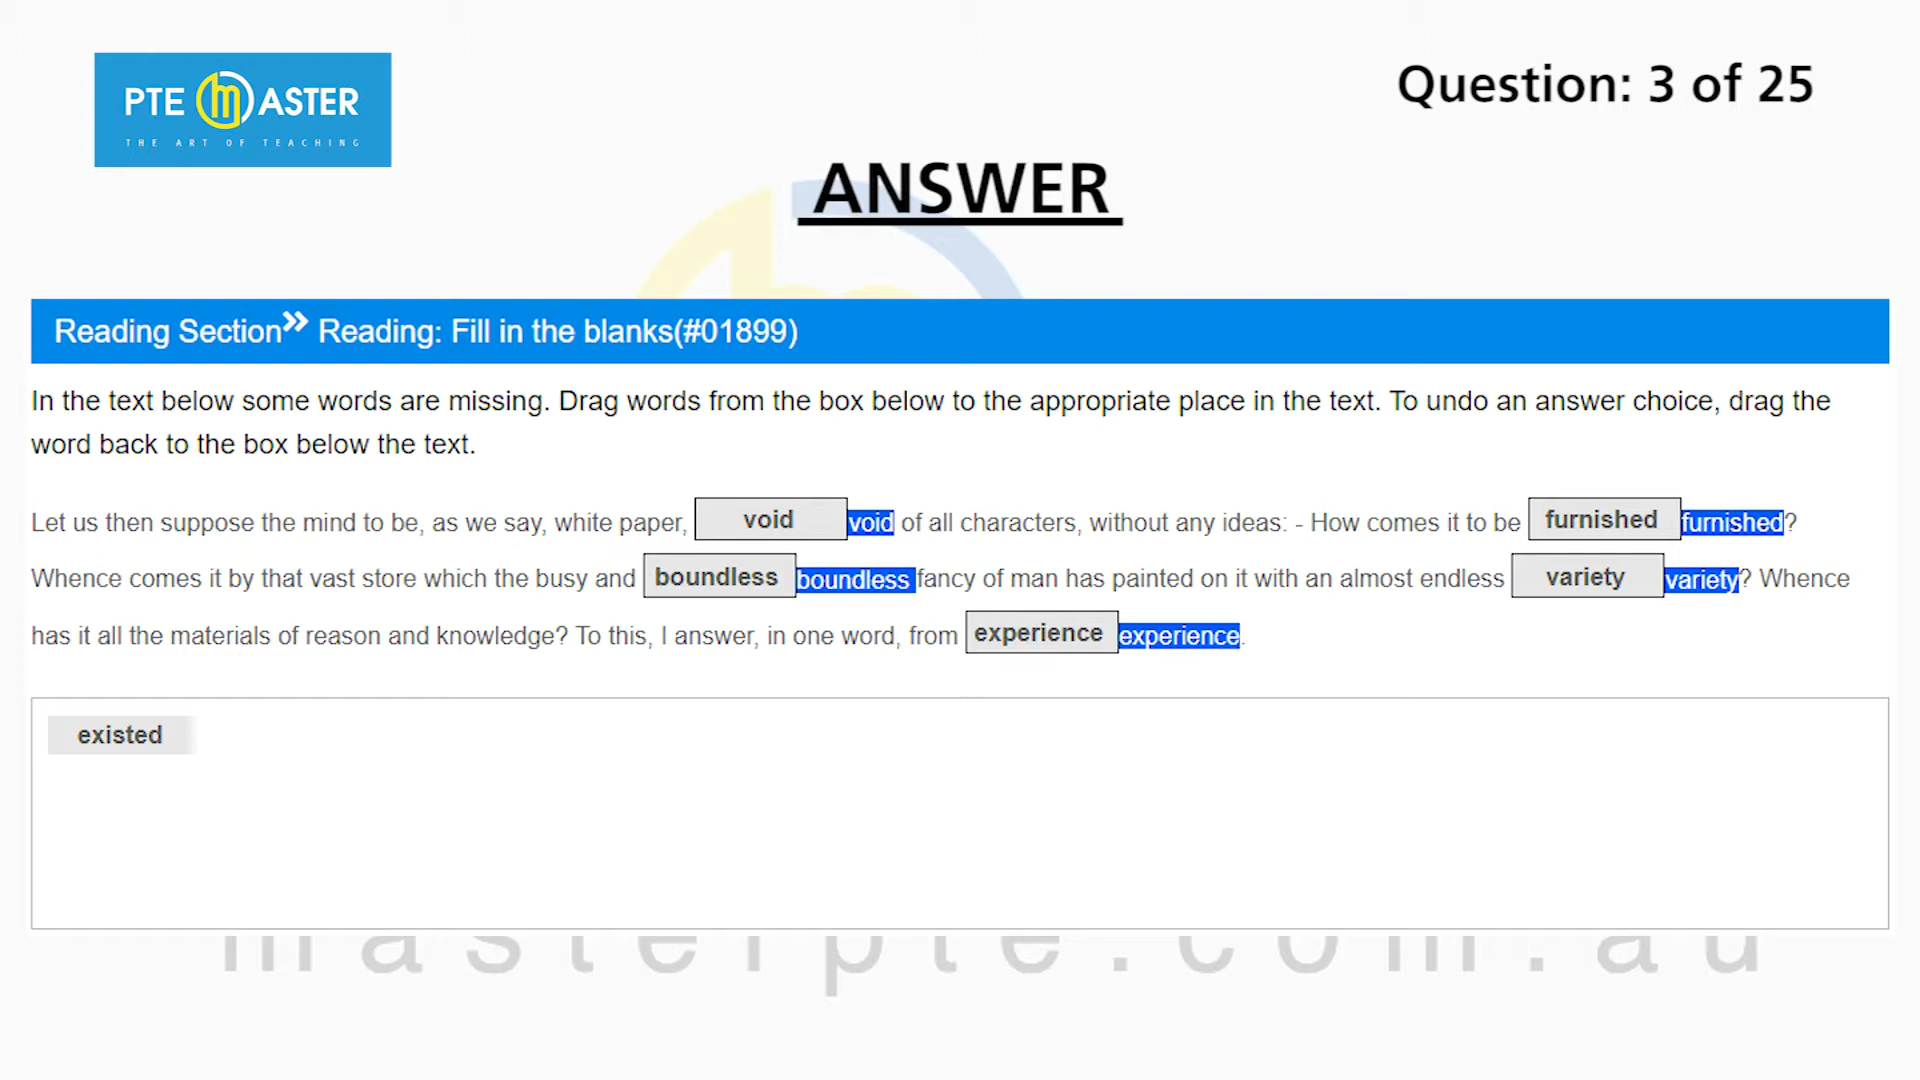 PTE MASTER
THE ART OF TEACHING
Question: 3 of 25
ANSWER
Reading Section» Reading: Fill in the blanks(#01899)
In the text below some words are missing. Drag words from the box below to the appropriate place in the text. To undo an answer choice, drag the
word back to the box below the text.
Let us then suppose the mind to be, as we say, white paper, void void of all characters, without any ideas: - How comes it to be furnished furnished?
Whence comes it by that vast store which the busy and boundless boundless fancy of man has painted on it with an almost endless variety variety? Whence
has it all the materials of reason and knowledge? To this, I answer, in one word, from experience experience.
existed
masterpte.com.au